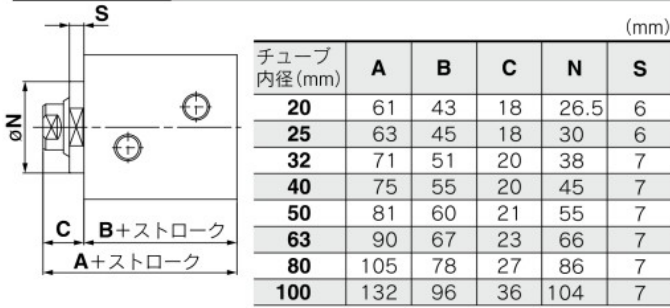 S
øN
C
B+ストローク
A+ストローク
(mm)
チューブ
内径(mm) A B C N S
20 61 43 18 26.5 6
25 63 45 18 30 6
32 71 51 20 38 7
40 75 55 20 45 7
50 81 60 21 55 7
63 90 67 23 66 7
80 105 78 27 86 7
100 132 96 36 104 7